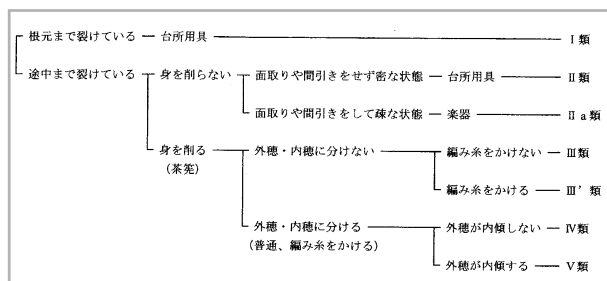 根元まで裂けている 台所用具 Ⅰ類
途中まで裂けている 身を削らない 面取りや間引きをせず密な状態 台所用具 Ⅱ類
面取りや間引きをして疎な状態 楽器 Ⅱa類
身を削る 外穂・内穂に分けない 編み糸をかけない Ⅲ類
(茶筅)
編み糸をかける Ⅲ’類
外穂・内穂に分ける 外穂が内傾しない Ⅳ類
(普通、編み糸をかける)
外穂が内傾する Ⅴ類